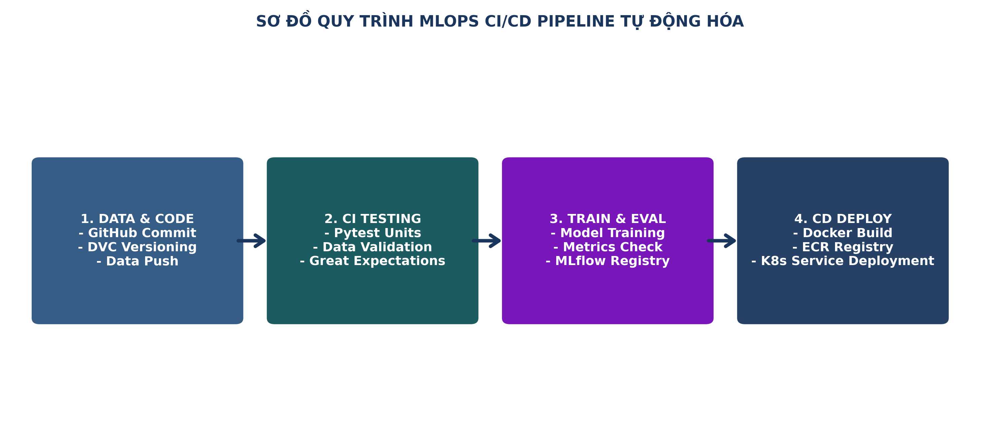 SƠ ĐỒ QUY TRÌNH MLOPS CI/CD PIPELINE TỰ ĐỘNG HÓA
1. DATA & CODE
- GitHub Commit
- DVC Versioning
- Data Push
2. CI TESTING
- Pytest Units
- Data Validation
- Great Expectations
3. TRAIN & EVAL
- Model Training
- Metrics Check
- MLflow Registry
4. CD DEPLOY
- Docker Build
- ECR Registry
- K8s Service Deployment